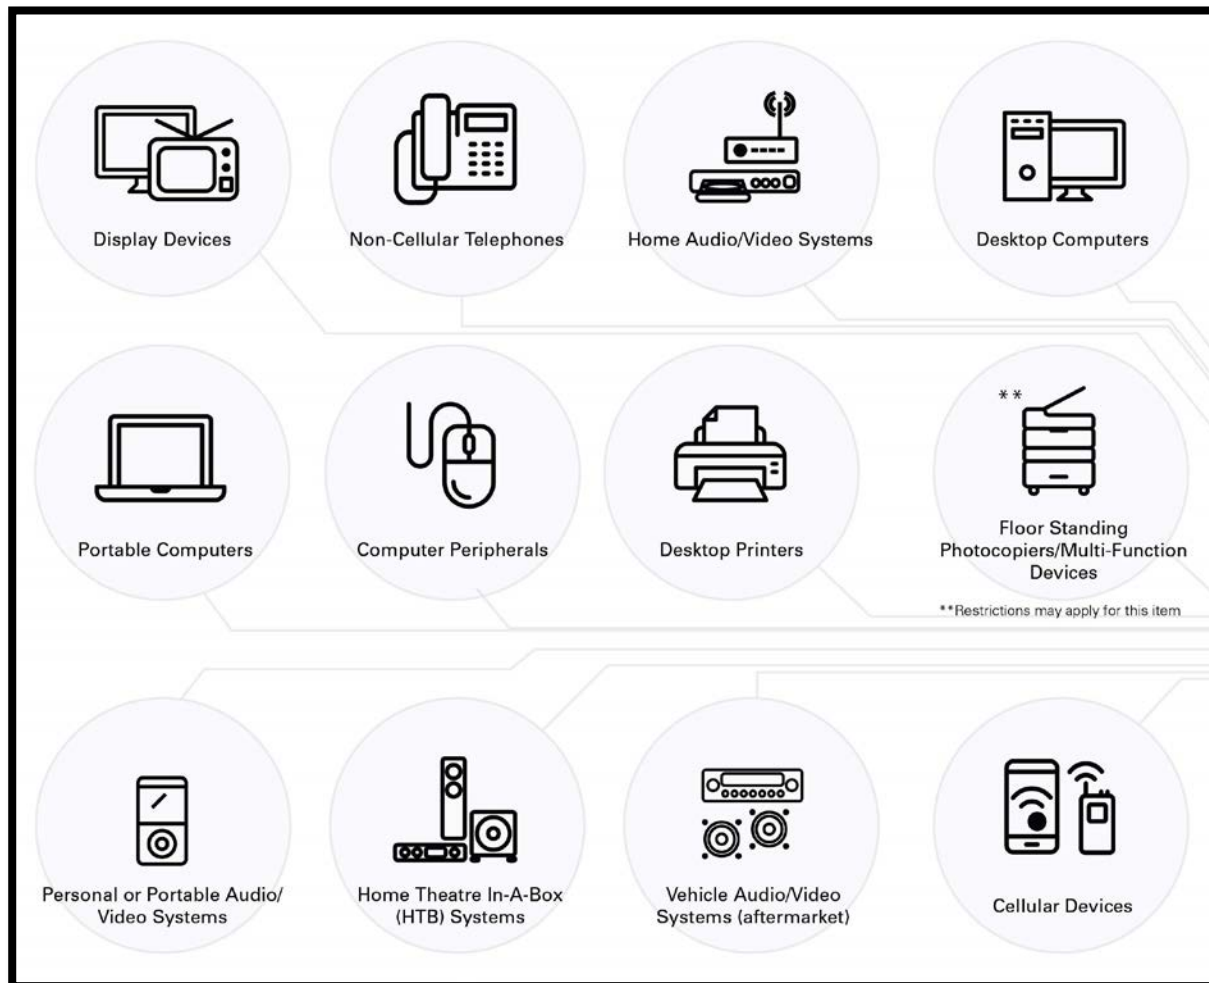 Display Devices
Non-Cellular Telephones
Home Audio/Video Systems
Desktop Computers
Portable Computers
Computer Peripherals
Desktop Printers
**
Floor Standing
Photocopiers/Multi-Function
Devices
**Restrictions may apply for this item
Personal or Portable Audio/
Video Systems
Home Theatre In-A-Box
(HTB) Systems
Vehicle Audio/Video
Systems (aftermarket)
Cellular Devices